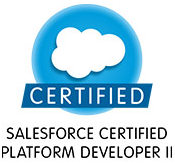 CERTIFIED
SALESFORCE CERTIFIED
PLATFORM DEVELOPER II